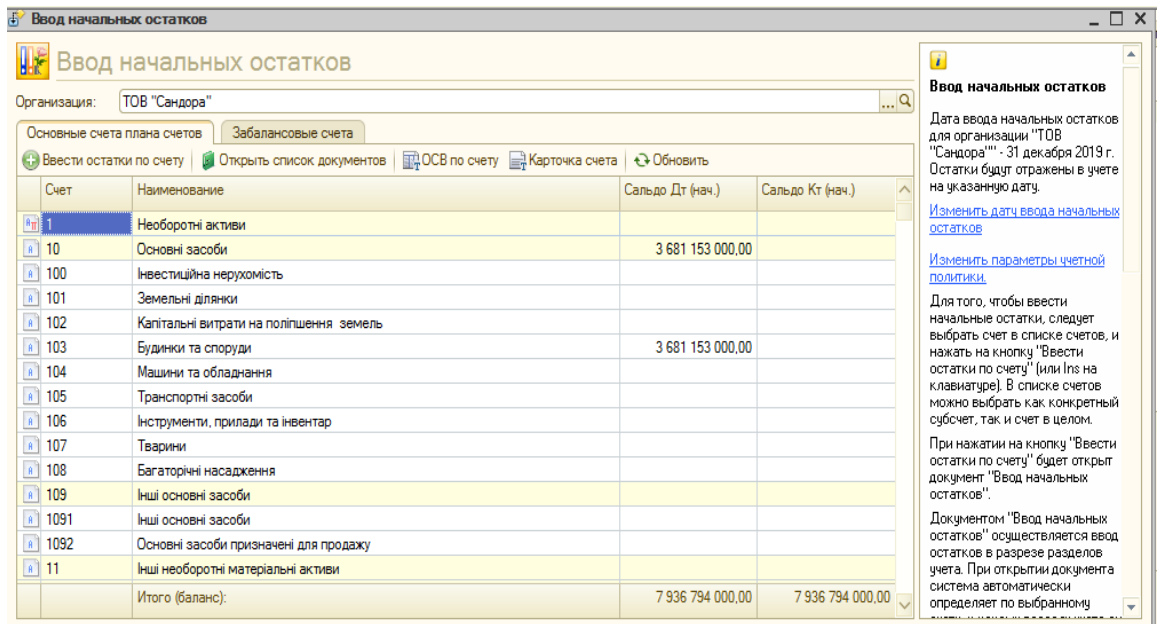 Ввод начальных остатков
Ввод начальных остатков
Организация: ТОВ "Сандора" ...
Основные счета плана счетов Забалансовые счета
Ввести остатки по счету Открыть список документов ОСВ по счету Карточка счета Обновить
Счет Наименование Сальдо Дт (нач.) Сальдо Кт (нач.)
1 Необоротні активи
10 Основні засоби 3 681 153 000,00
100 Інвестиційна нерухомість
101 Земельні ділянки
102 Капітальні витрати на поліпшення земель
103 Будинки та споруди 3 681 153 000,00
104 Машини та обладнання
105 Транспортні засоби
106 Інструменти, прилади та інвентар
107 Тварини
108 Багаторічні насадження
109 Інші основні засоби
1091 Інші основні засоби
1092 Основні засоби призначені для продажу
11 Інші необоротні матеріальні активи
Итого (баланс): 7 936 794 000,00 7 936 794 000,00
Ввод начальных остатков
Дата ввода начальных остатков
для организации "ТОВ
"Сандора"" - 31 декабря 2019 г.
Остатки будут отражены в учете
на указанную дату.
Изменить дату ввода начальных
остатков
Изменить параметры учетной
политики.
Для того, чтобы ввести
начальные остатки, следует
выбрать счет в списке счетов, и
нажать на кнопку "Ввести
остатки по счету" (или Ins на
клавиатуре). В списке счетов
можно выбрать как конкретный
субсчет, так и счет в целом.
При нажатии на кнопку "Ввести
остатки по счету" будет открыт
документ "Ввод начальных
остатков".
Документом "Ввод начальных
остатков" осуществляется ввод
остатков в разрезе разделов
учета. При открытии документа
система автоматически
определяет по выбранному